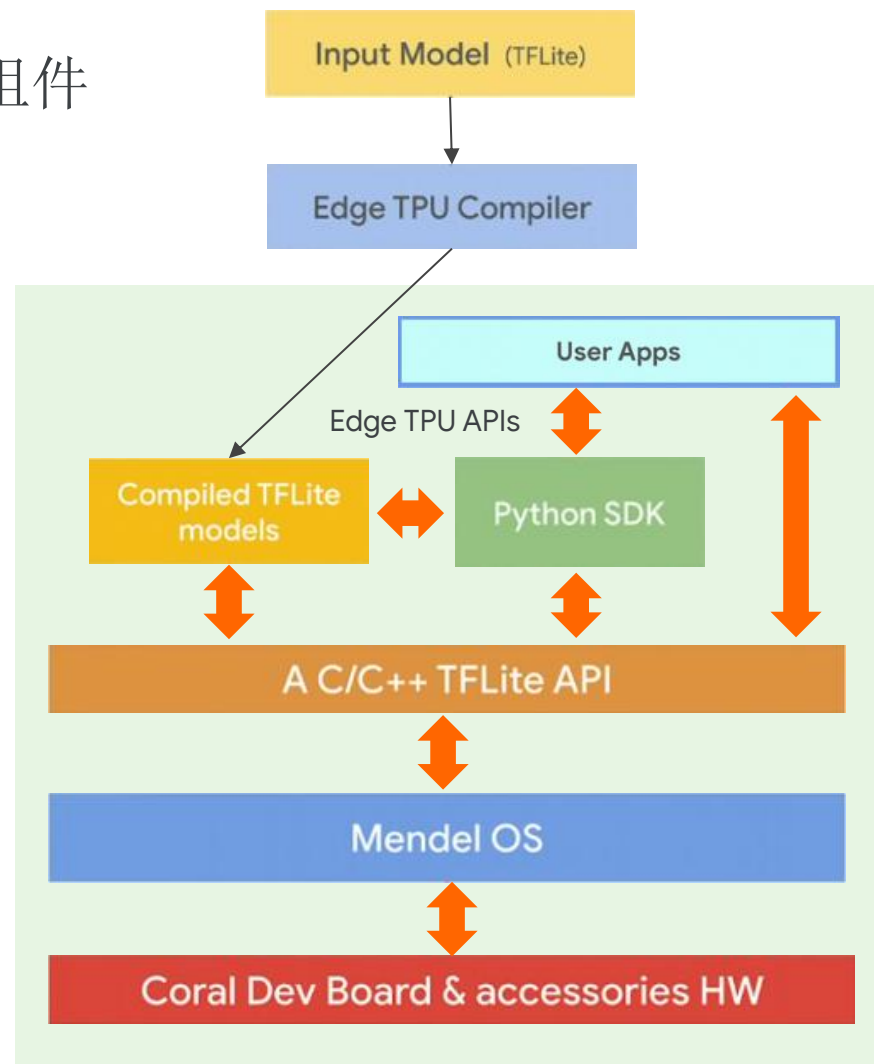 组件
Input Model (TFLite)
Edge TPU Compiler
User Apps
Edge TPU APIs
Compiled TFLite
models
Python SDK
A C/C++ TFLite API
Mendel OS
Coral Dev Board & accessories HW